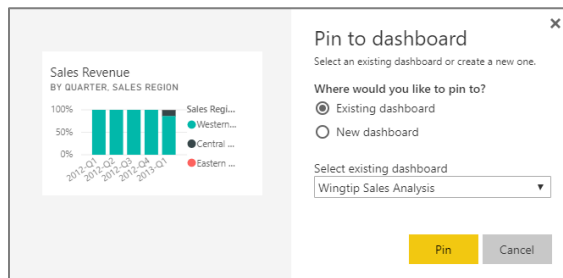 Sales Revenue
BY QUARTER, SALES REGION
100%
50%
0%
2012-Q1
2012-Q2
2012-Q3
2012-Q4
2013-Q1
Sales Regi...
Western...
Central ...
Eastern ...
×
Pin to dashboard
Select an existing dashboard or create a new one.
Where would you like to pin to?
Existing dashboard
New dashboard
Select existing dashboard
Wingtip Sales Analysis
Pin
Cancel